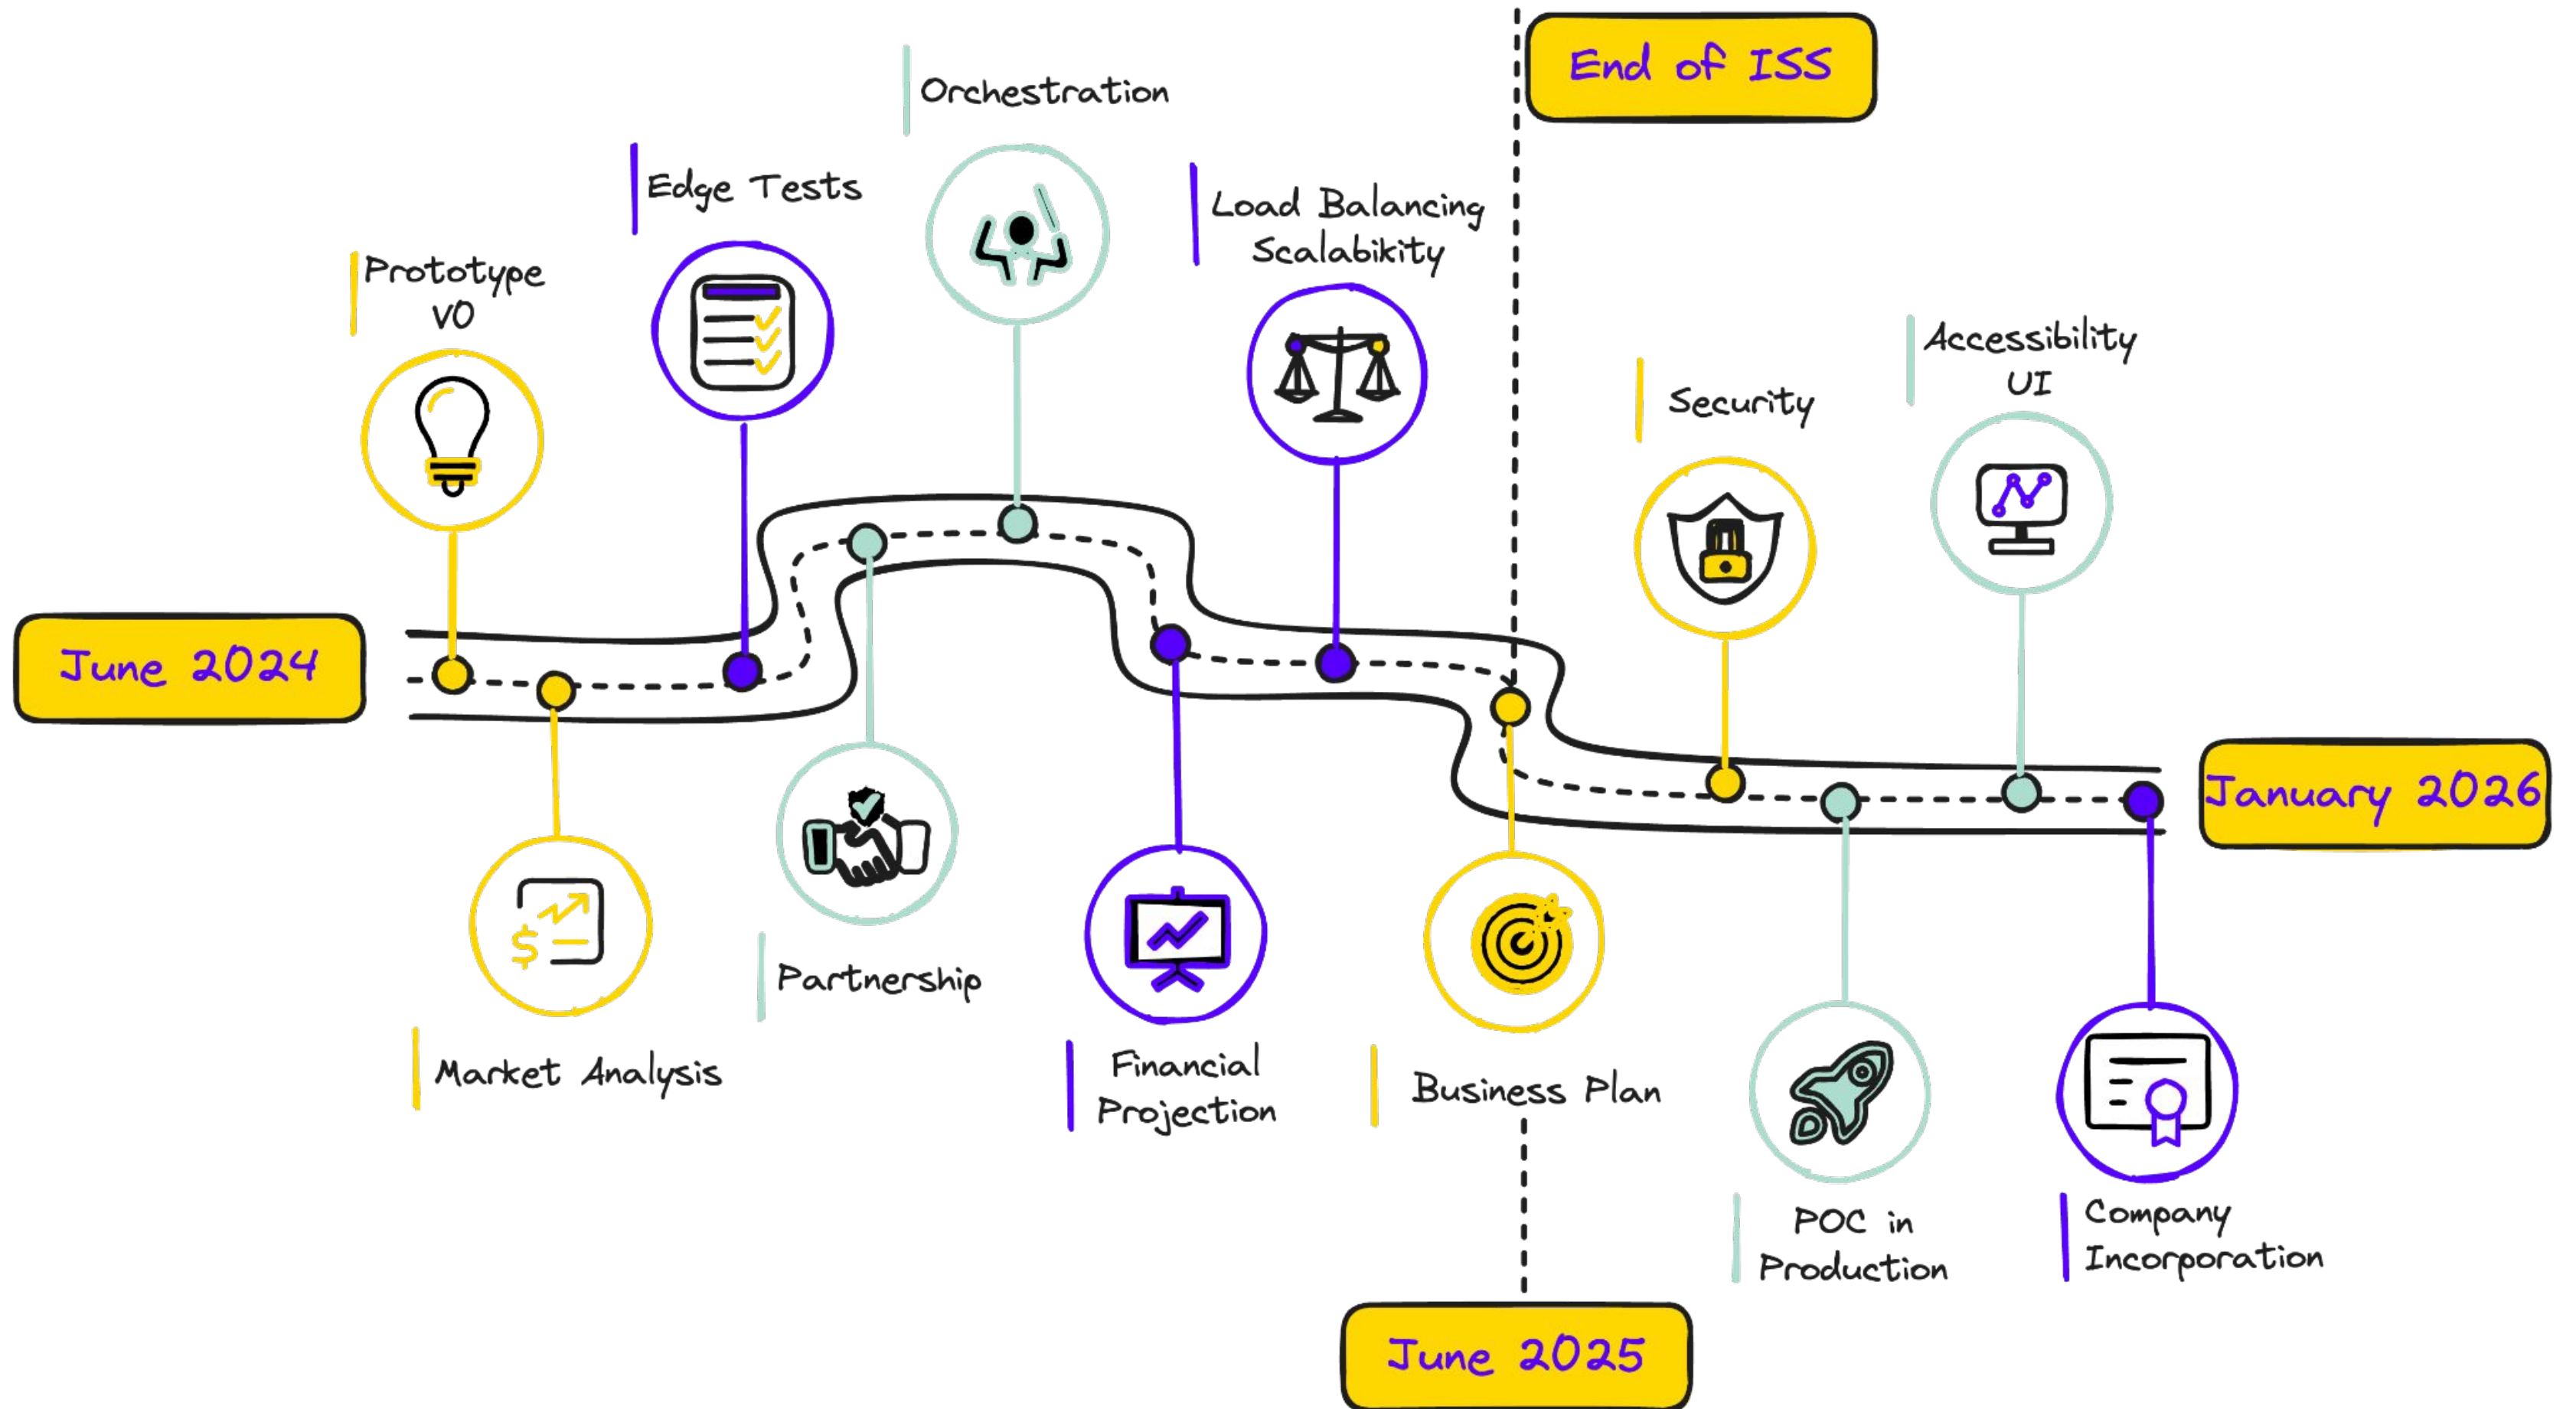 End of ISS
Orchestration
Edge Tests
Load Balancing
Scalabikity
Prototype
V0
Accessibility
UI
Security
June 2024
January 2026
Partnership
Market Analysis
Financial
Projection
Business Plan
POC in
Production
Company
Incorporation
June 2025